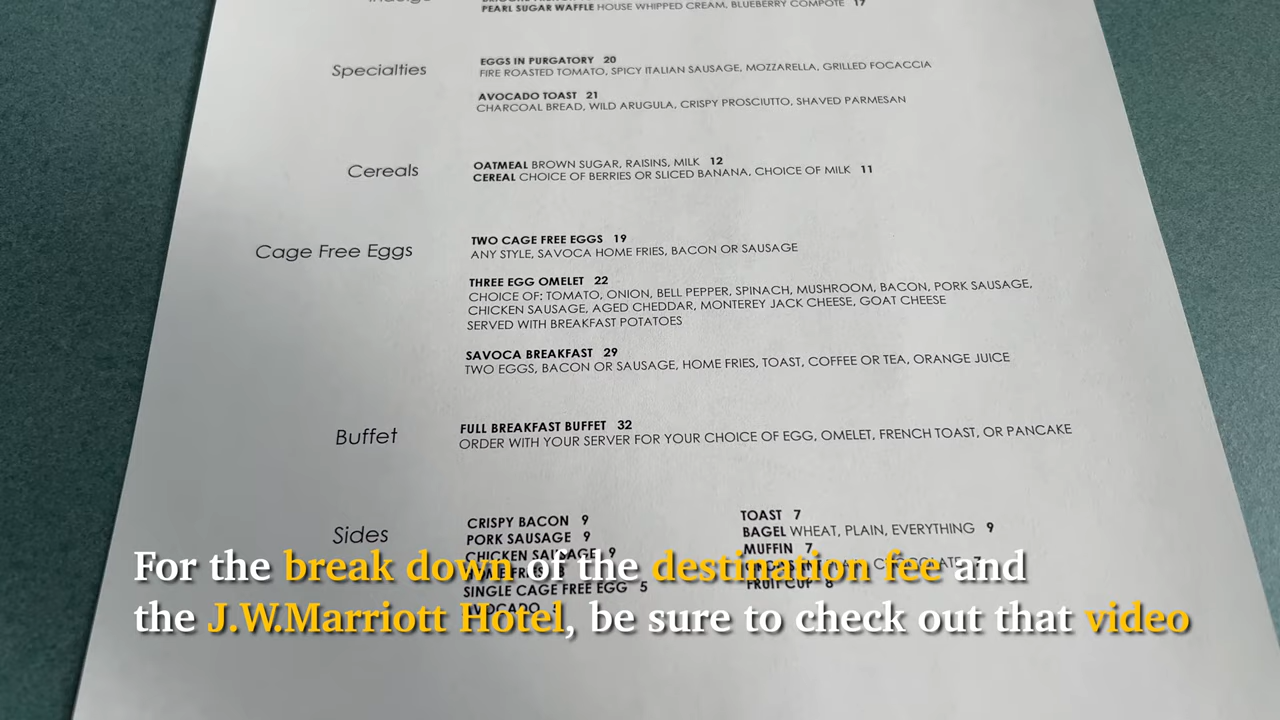 PEARL SUGAR WAFFLE HOUSE WHIPPED CREAM, BLUEBERRY COMPOTE 17
Specialties
EGGS IN PURGATORY 20
FIRE ROASTED TOMATO, SPICY ITALIAN SAUSAGE, MOZZARELLA, GRILLED FOCACCIA
AVOCADO TOAST 21
CHARCOAL BREAD, WILD ARUGULA, CRISPY PROSCIUTTO, SHAVED PARMESAN
Cereals
OATMEAL BROWN SUGAR, RAISINS, MILK 12
CEREAL CHOICE OF BERRIES OR SLICED BANANA, CHOICE OF MILK 11
Cage Free Eggs
TWO CAGE FREE EGGS 19
ANY STYLE, SAVOCA HOME FRIES, BACON OR SAUSAGE
THREE EGG OMELET 22
CHOICE OF: TOMATO, ONION, BELL PEPPER, SPINACH, MUSHROOM, BACON, PORK SAUSAGE,
CHICKEN SAUSAGE, AGED CHEDDAR, MONTEREY JACK CHEESE, GOAT CHEESE
SERVED WITH BREAKFAST POTATOES
SAVOCA BREAKFAST 29
TWO EGGS, BACON OR SAUSAGE, HOME FRIES, TOAST, COFFEE OR TEA, ORANGE JUICE
Buffet
FULL BREAKFAST BUFFET 32
ORDER WITH YOUR SERVER FOR YOUR CHOICE OF EGG, OMELET, FRENCH TOAST, OR PANCAKE
Sides
CRISPY BACON 9
PORK SAUSAGE 9
CHICKEN SAUSAGE 9
HOME FRIES
SINGLE CAGE FREE EGG 5
AVOCADO
TOAST 7
BAGEL WHEAT, PLAIN, EVERYTHING 9
MUFFIN 7
FRUIT CUP 8
For the break down of the destination fee and
the J.W.Marriott Hotel, be sure to check out that video